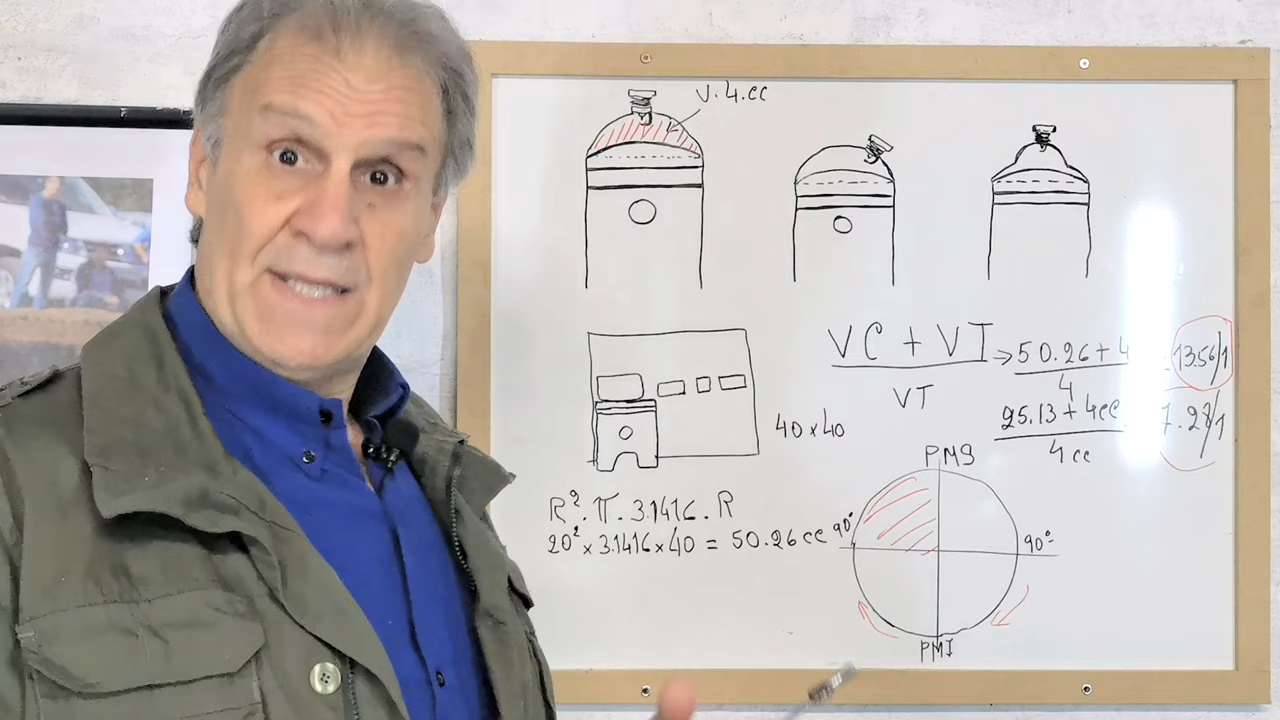 V.4.cc
VC + VT
VT
⇒ 50.26 + 4
4
13.56/1
25.13 + 4cc
4 cc
7.28/1
40 x 40
PMS
R². π. 3.1416. R
20² x 3.1416 x 40 = 50.26 cc
90°
90°
PMI